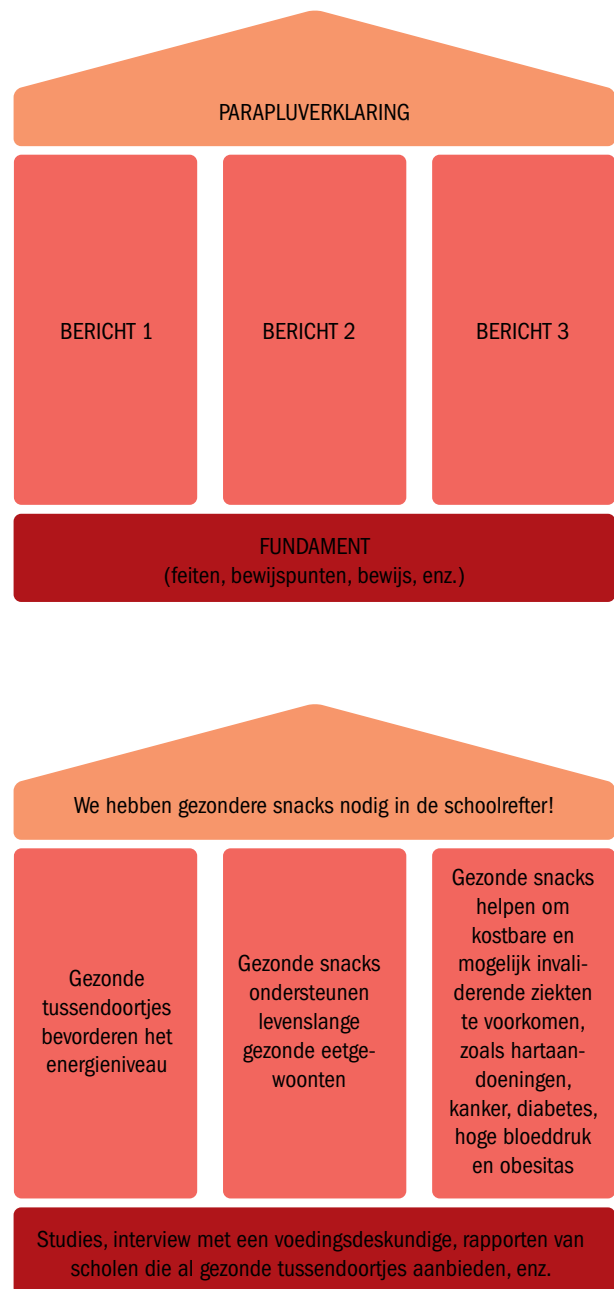 PARAPLUVERKLARING
BERICHT 1
BERICHT 2
BERICHT 3
FUNDAMENT
(feiten, bewijspunten, bewijs, enz.)
We hebben gezondere snacks nodig in de schoolrefter!
Gezonde
tussendoortjes
bevorderen het
energieniveau
Gezonde snacks
ondersteunen
levenslange
gezonde eetge-
woonten
Gezonde snacks
helpen om
kostbare en
mogelijk invali-
derende ziekten
te voorkomen,
zoals hartaan-
doeningen,
kanker, diabetes,
hoge bloeddruk
en obesitas
Studies, interview met een voedingsdeskundige, rapporten van
scholen die al gezonde tussendoortjes aanbieden, enz.